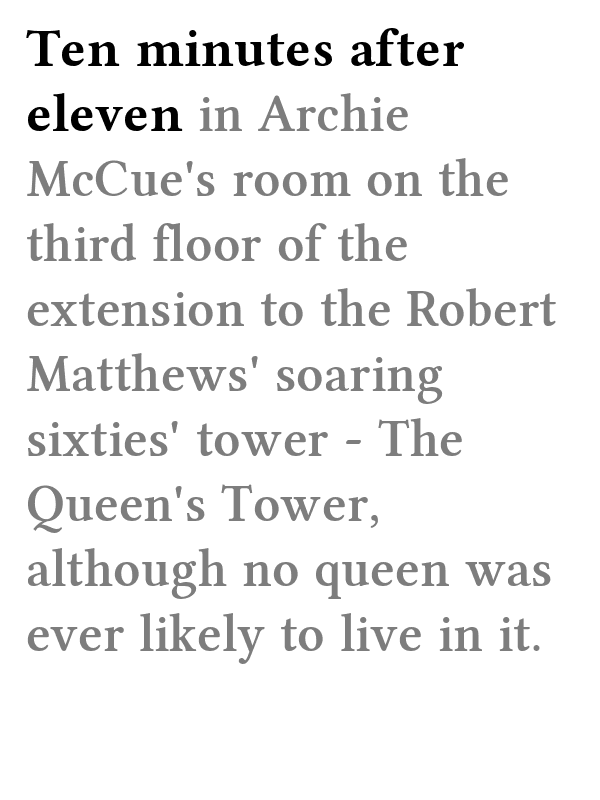 Ten minutes after
eleven in Archie
McCue's room on the
third floor of the
extension to the Robert
Matthews' soaring
sixties' tower - The
Queen's Tower,
although no queen was
ever likely to live in it.